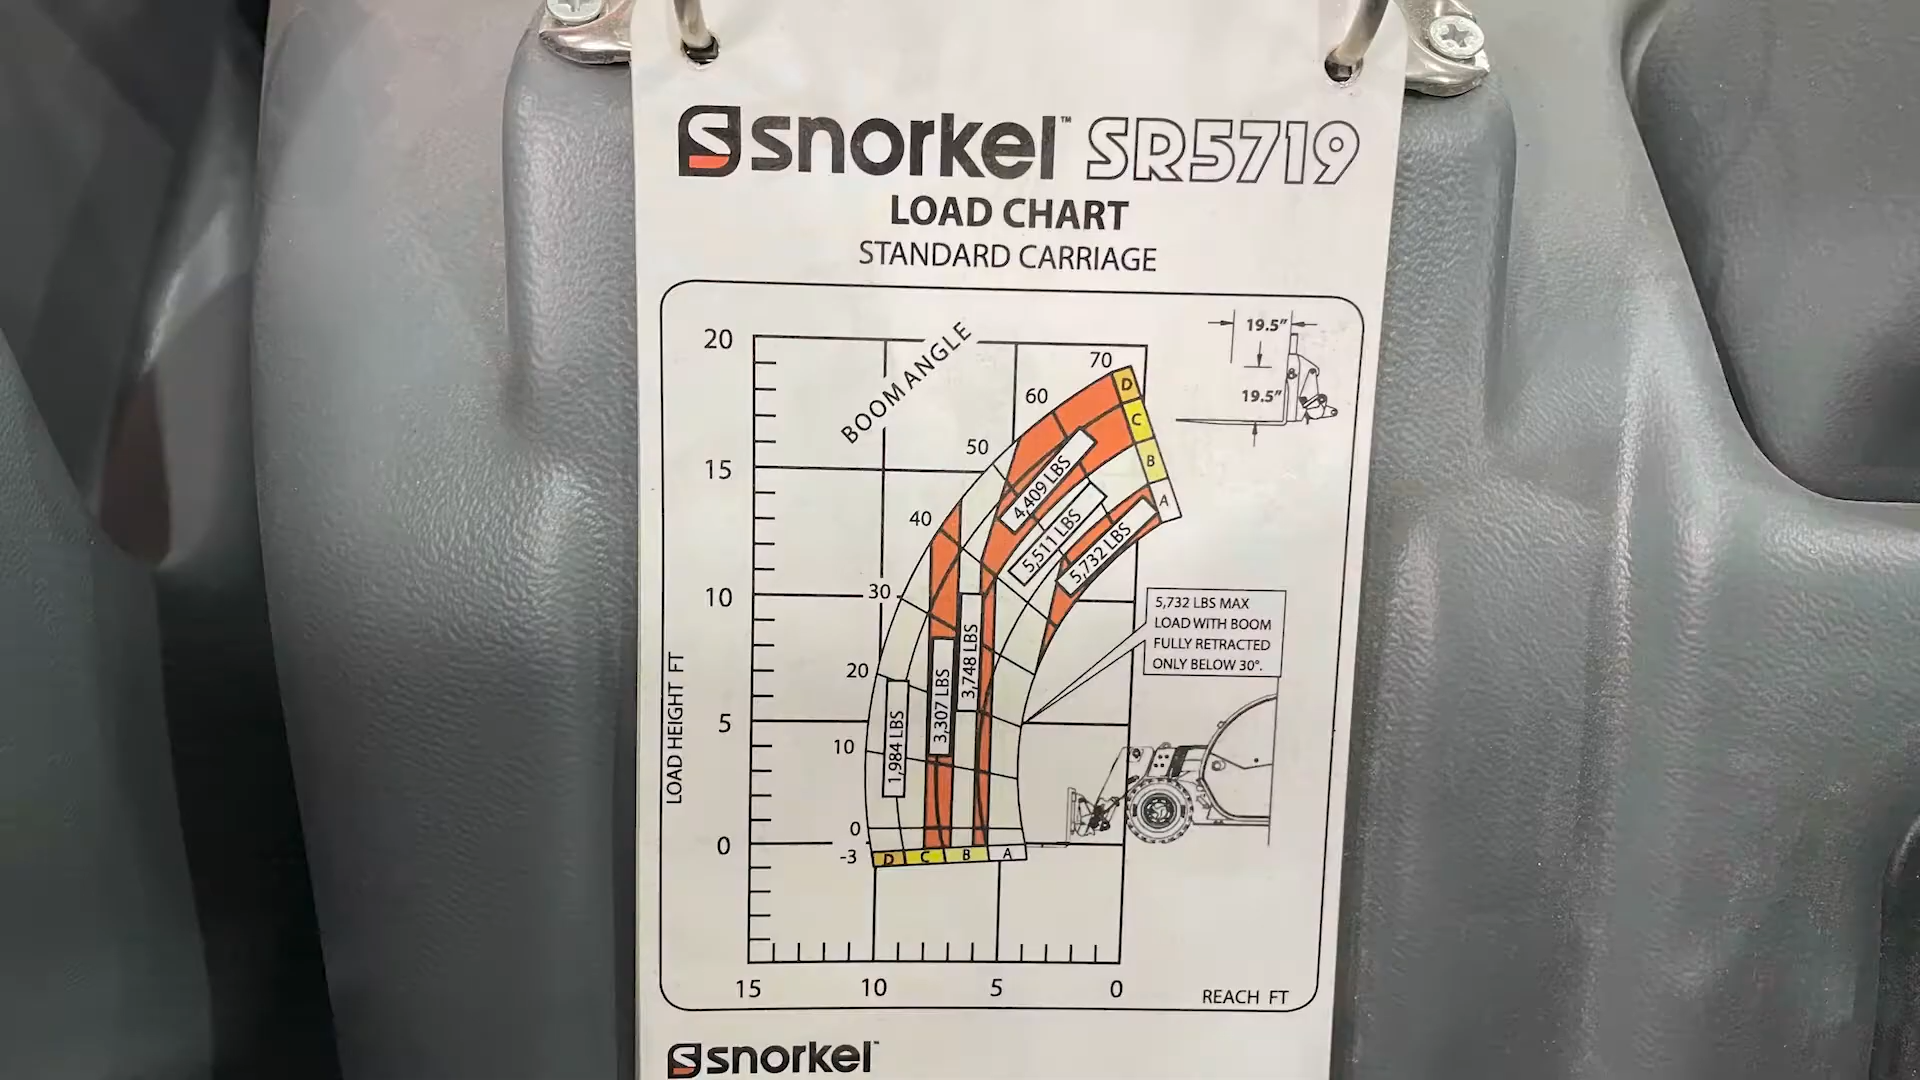 snorkel™ SR5719
LOAD CHART
STANDARD CARRIAGE
19.5"
19.5"
BOOM ANGLE
70
60
50
40
30
20
10
0
-3
D
C
B
A
4,409 LBS
5,511 LBS
5,732 LBS
3,748 LBS
3,307 LBS
1,984 LBS
5,732 LBS MAX
LOAD WITH BOOM
FULLY RETRACTED
ONLY BELOW 30°.
LOAD HEIGHT FT
20
15
10
5
0
D C B A
15 10 5 0
REACH FT
snorkel™